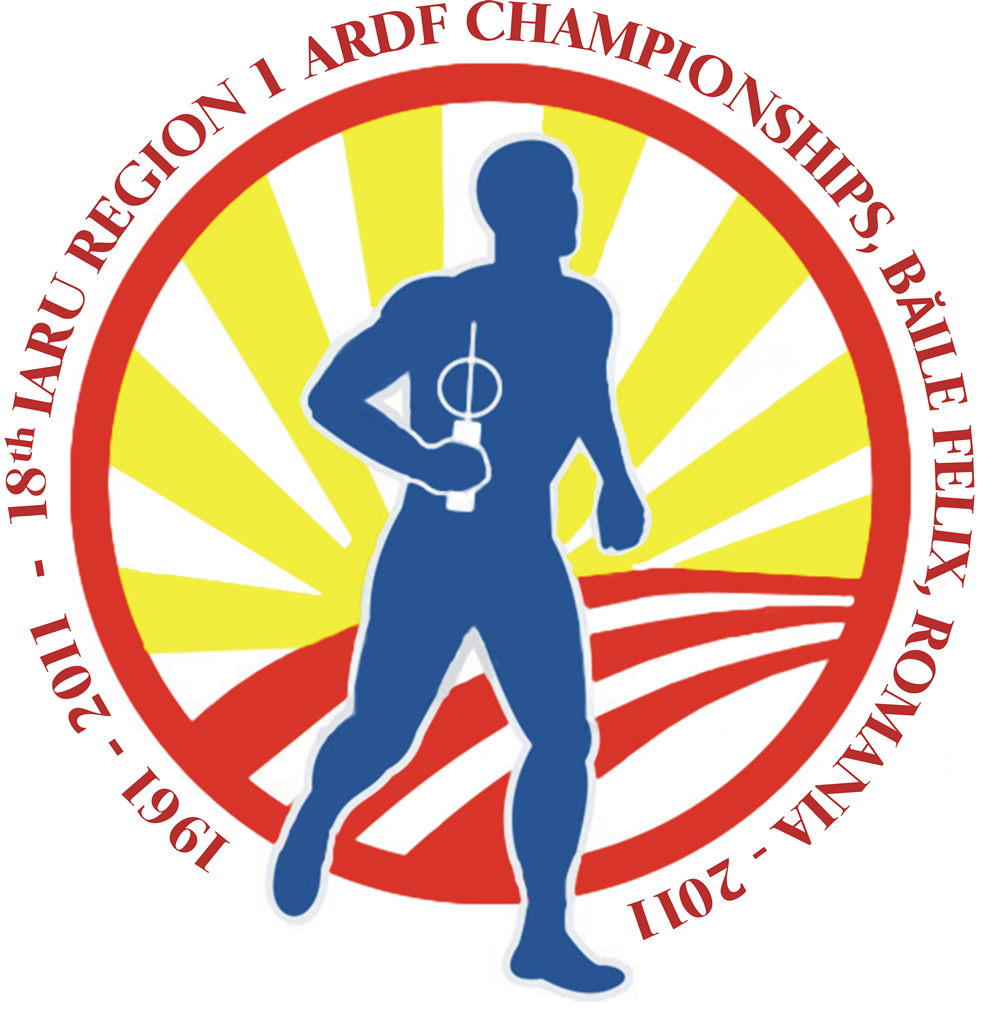 1961 - 2011 - 18th IARU REGION 1 ARDF CHAMPIONSHIPS, BĂILE FELIX, ROMANIA - 2011